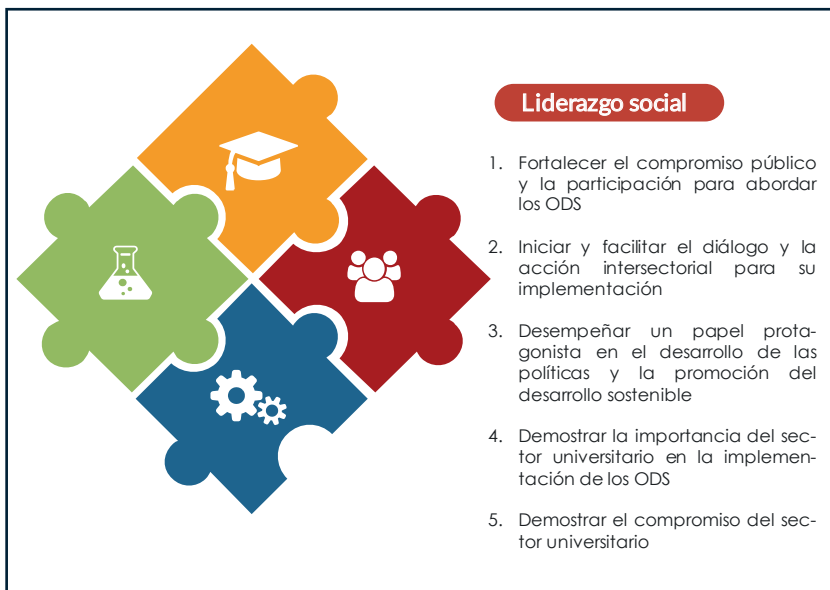 Liderazgo social
1. Fortalecer el compromiso público
y la participación para abordar
los ODS
2. Iniciar y facilitar el diálogo y la
acción intersectorial para su
implementación
3. Desempeñar un papel prota-
gonista en el desarrollo de las
políticas y la promoción del
desarrollo sostenible
4. Demostrar la importancia del sec-
tor universitario en la implemen-
tación de los ODS
5. Demostrar el compromiso del sec-
tor universitario